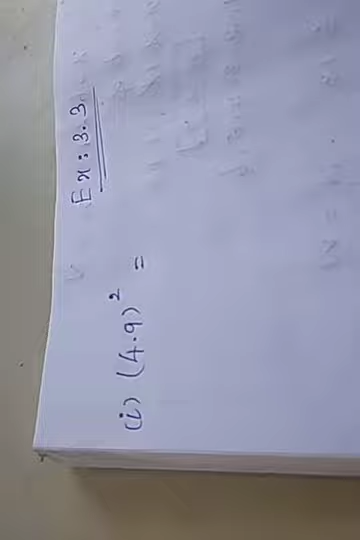 Ex: 3.3
(i) (4.9)² =